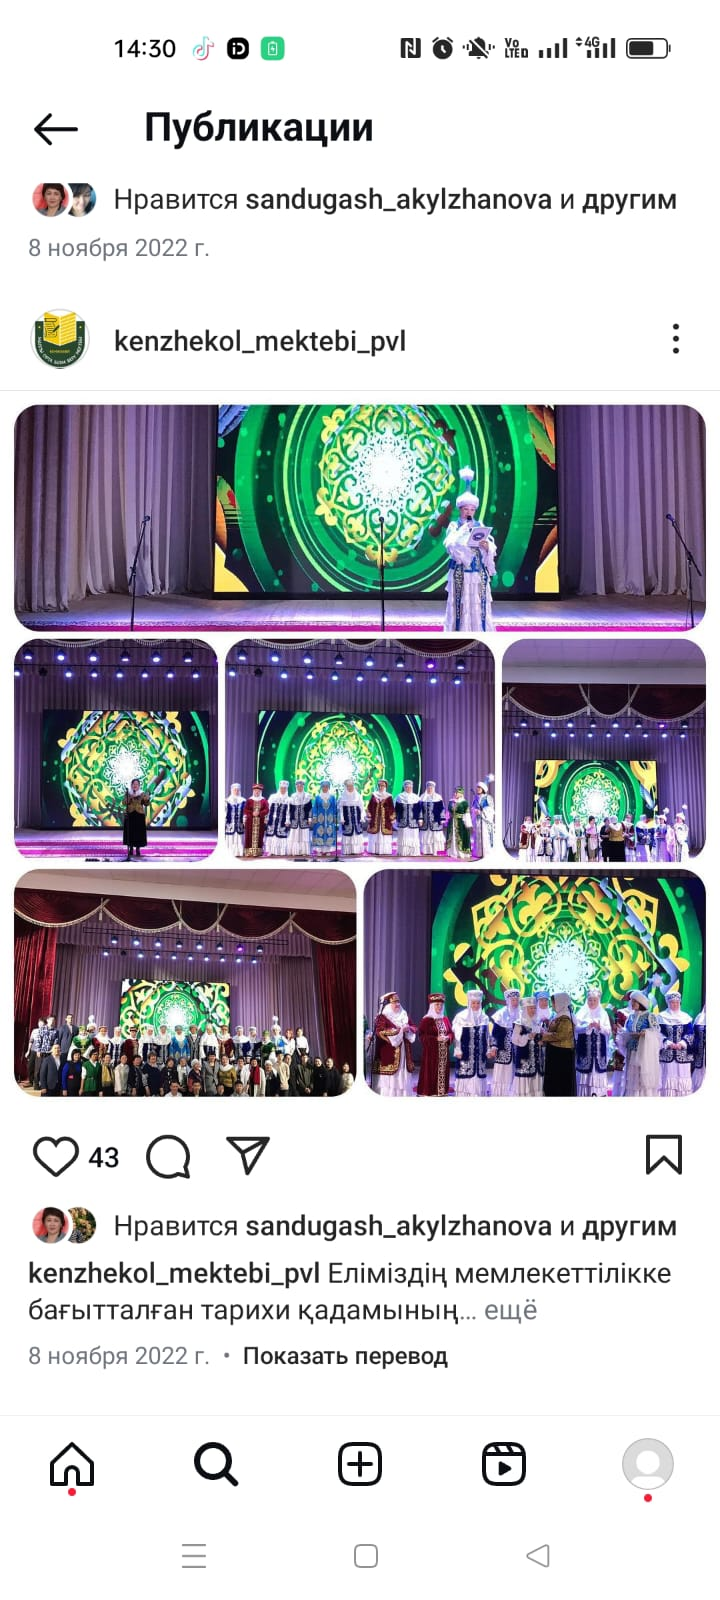 14:30
Публикации
Нравится sandugash_akylzhanova и другим
8 ноября 2022 г.
kenzhekol_mektebi_pvl
43
Нравится sandugash_akylzhanova и другим
kenzhekol_mektebi_pvl Еліміздің мемлекеттілікке
бағытталған тарихи қадамының... ещё
8 ноября 2022 г. • Показать перевод